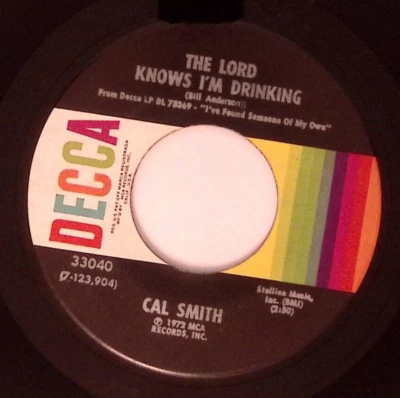 THE LORD
KNOWS I'M DRINKING
(Bill Anderson)
From Decca LP DL 75369 - "I've Found Someone Of My Own"
DECCA
33040
(7-123,904)
Stallion Music,
Inc. (BMI)
(2:50)
CAL SMITH
℗ 1972 MCA
RECORDS, INC.